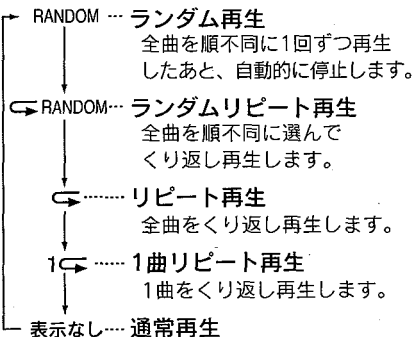 RANDOM … ランダム再生
全曲を順不同に1回ずつ再生
したあと、自動的に停止します。
RANDOM… ランダムリピート再生
全曲を順不同に選んで
くり返し再生します。
…… リピート再生
全曲をくり返し再生します。
1 …… 1曲リピート再生
1曲をくり返し再生します。
表示なし… 通常再生